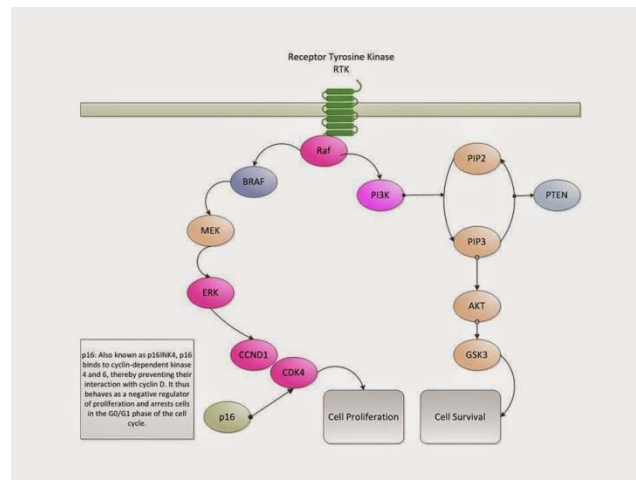 Receptor Tyrosine Kinase
RTK
Raf
BRAF
PI3K
PIP2
PTEN
MEK
PIP3
ERK
AKT
CCND1
CDK4
GSK3
p16: Also known as p16INK4, p16
binds to cyclin-dependent kinase
4 and 6, thereby preventing their
interaction with cyclin D. It thus
behaves as a negative regulator
of proliferation and arrests cells
in the G0/G1 phase of the cell
cycle.
p16
Cell Proliferation
Cell Survival